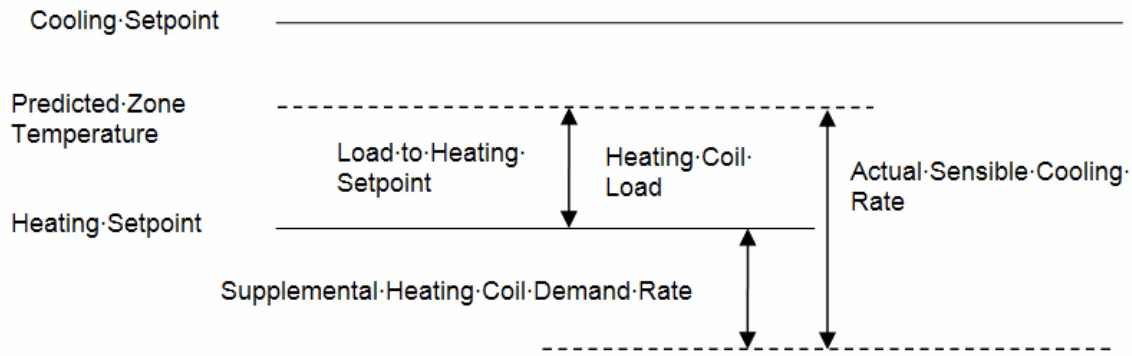 Cooling·Setpoint
Predicted·Zone
Temperature
Load·to·Heating·
Setpoint
Heating·Coil·
Load
Actual·Sensible·Cooling·
Rate
Heating·Setpoint
Supplemental·Heating·Coil·Demand·Rate